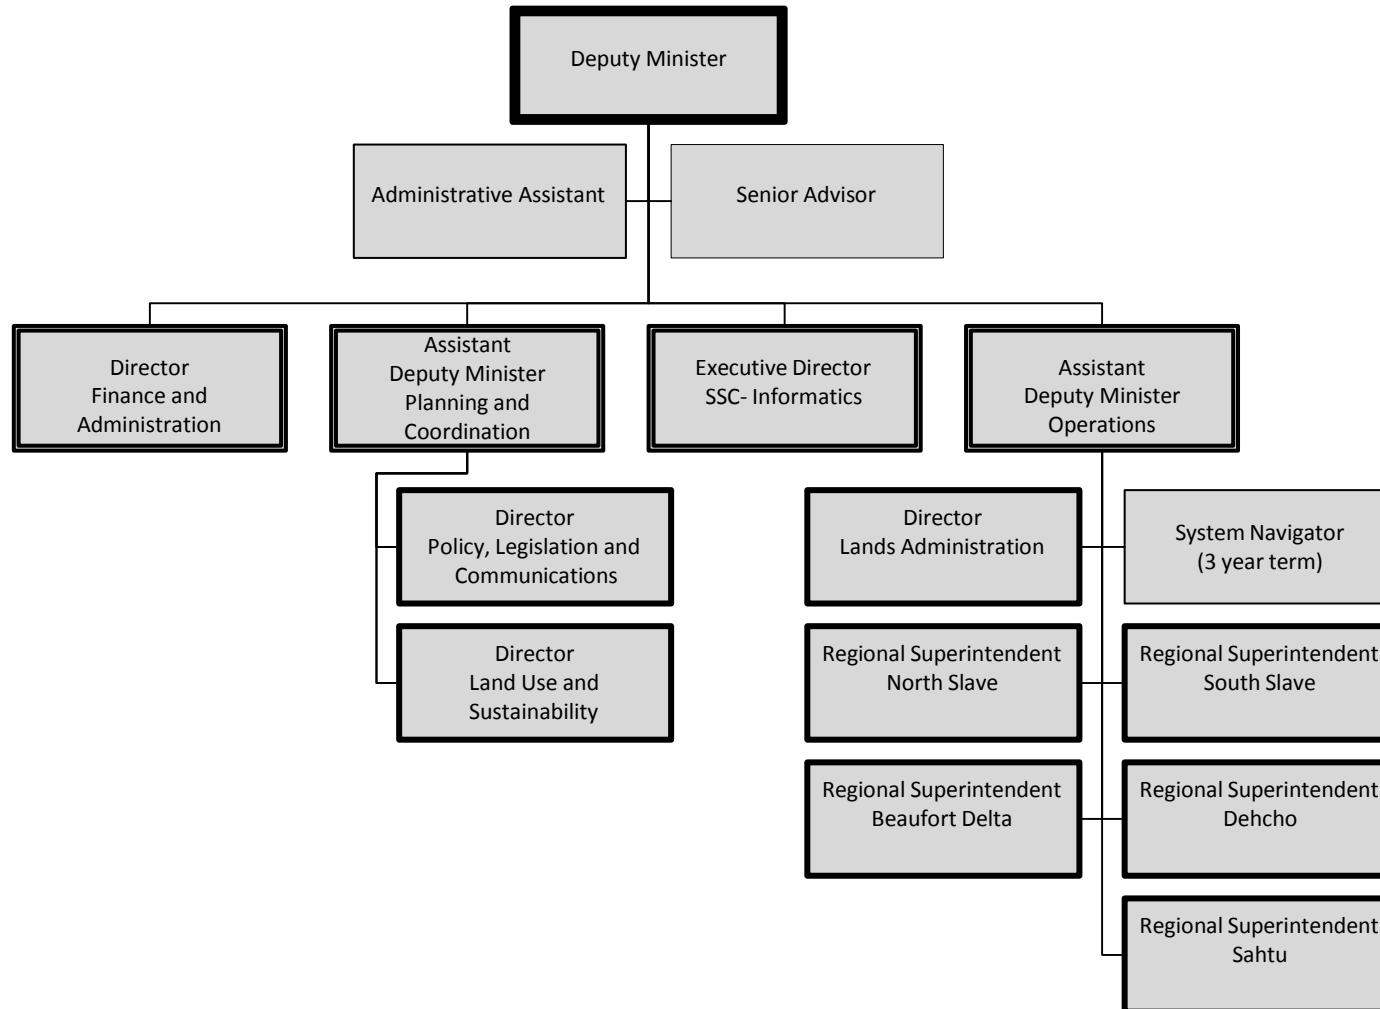 Deputy Minister
Administrative Assistant
Senior Advisor
Director
Finance and
Administration
Assistant
Deputy Minister
Planning and
Coordination
Executive Director
SSC- Informatics
Assistant
Deputy Minister
Operations
Director
Policy, Legislation and
Communications
Director
Land Use and
Sustainability
Director
Lands Administration
System Navigator
(3 year term)
Regional Superintendent
North Slave
Regional Superintendent
South Slave
Regional Superintendent
Beaufort Delta
Regional Superintendent
Dehcho
Regional Superintendent
Sahtu